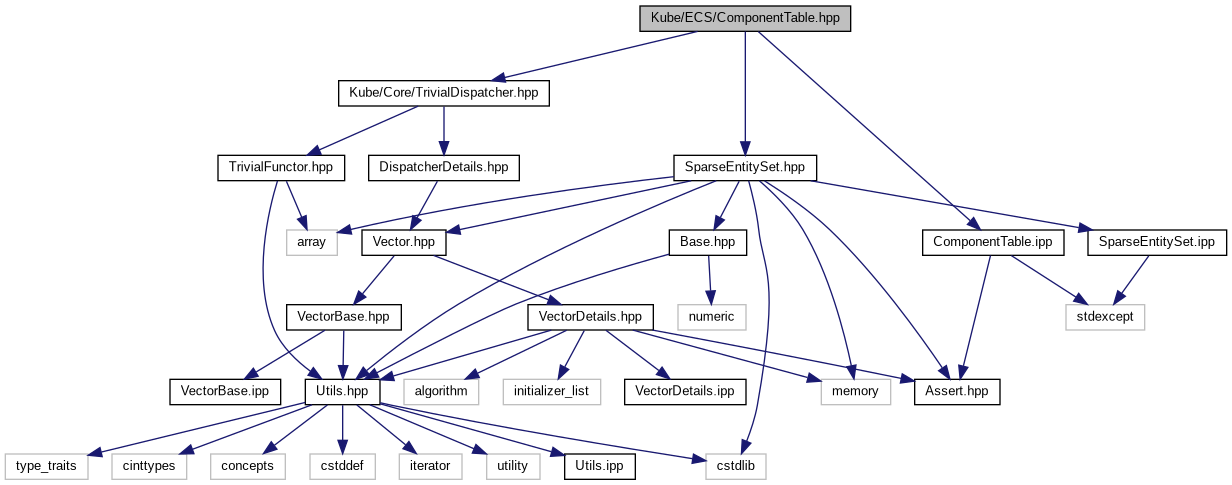 Kube/ECS/ComponentTable.hpp
Kube/Core/TrivialDispatcher.hpp
TrivialFunctor.hpp
DispatcherDetails.hpp
SparseEntitySet.hpp
array
Vector.hpp
Base.hpp
ComponentTable.ipp
SparseEntitySet.ipp
VectorBase.hpp
VectorDetails.hpp
numeric
stdexcept
VectorBase.ipp
Utils.hpp
algorithm
initializer_list
VectorDetails.ipp
memory
Assert.hpp
type_traits
cinttypes
concepts
cstddef
iterator
utility
Utils.ipp
cstdlib